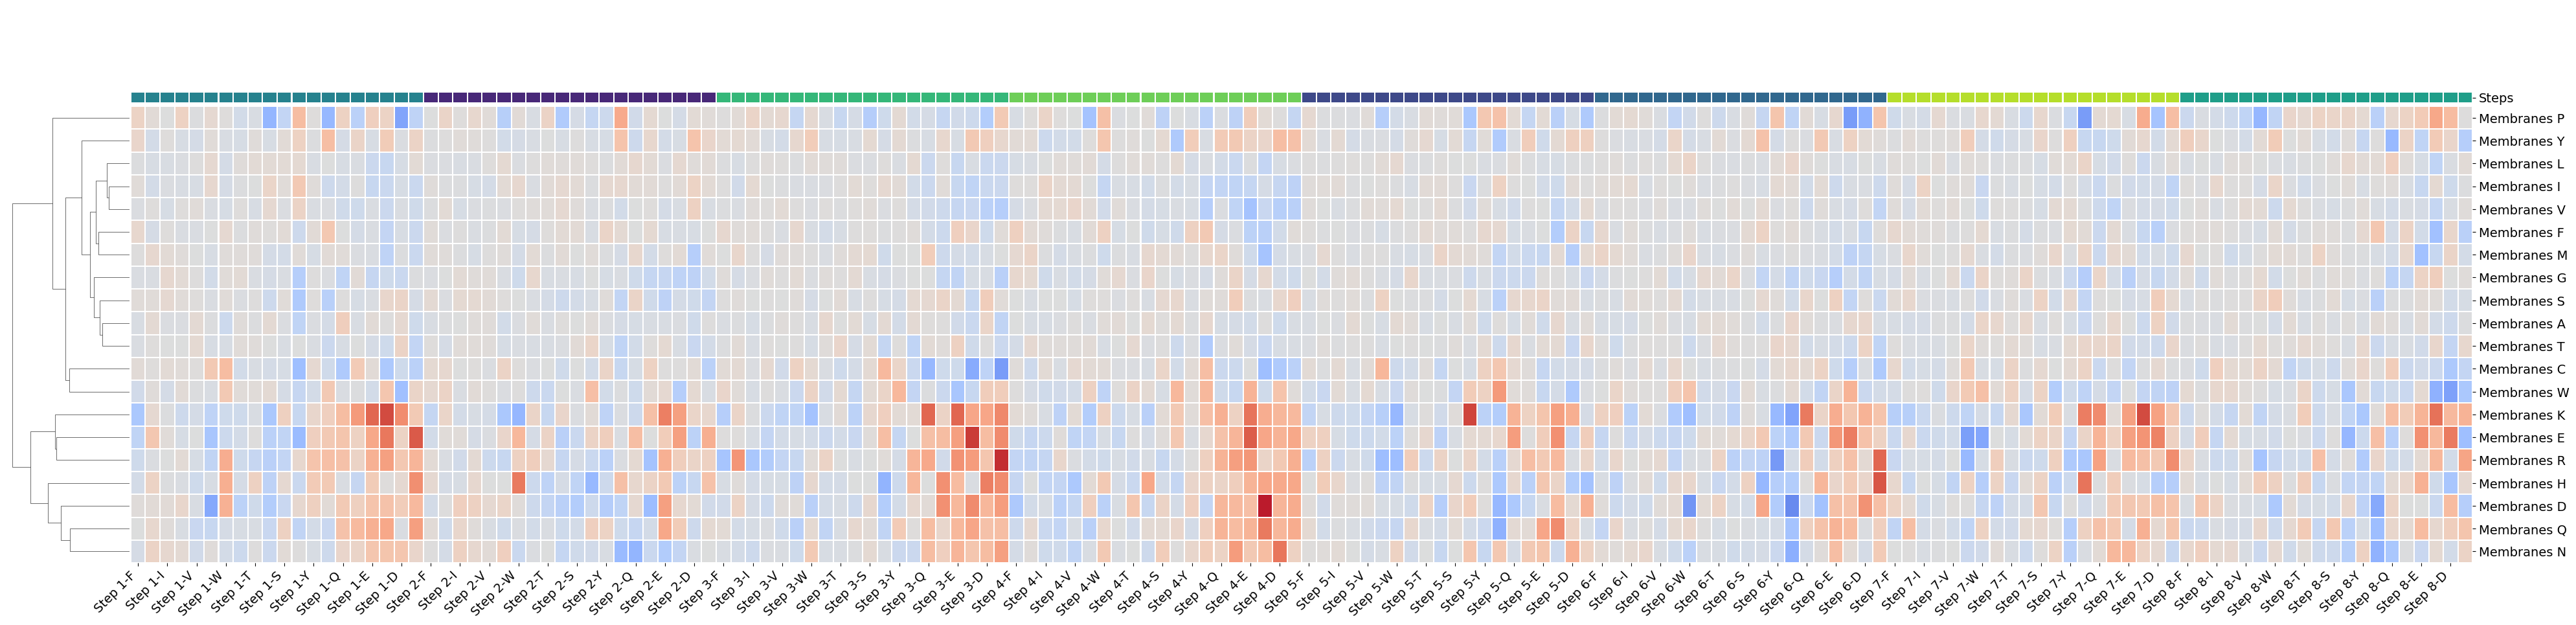 Steps
Membranes P
Membranes Y
Membranes L
Membranes I
Membranes V
Membranes F
Membranes M
Membranes G
Membranes S
Membranes A
Membranes T
Membranes C
Membranes W
Membranes K
Membranes E
Membranes R
Membranes H
Membranes D
Membranes Q
Membranes N
Step 1-F
Step 1-I
Step 1-V
Step 1-W
Step 1-T
Step 1-S
Step 1-Y
Step 1-Q
Step 1-E
Step 1-D
Step 2-F
Step 2-I
Step 2-V
Step 2-W
Step 2-T
Step 2-S
Step 2-Y
Step 2-Q
Step 2-E
Step 2-D
Step 3-F
Step 3-I
Step 3-V
Step 3-W
Step 3-T
Step 3-S
Step 3-Y
Step 3-Q
Step 3-E
Step 3-D
Step 4-F
Step 4-I
Step 4-V
Step 4-W
Step 4-T
Step 4-S
Step 4-Y
Step 4-Q
Step 4-E
Step 4-D
Step 5-F
Step 5-I
Step 5-V
Step 5-W
Step 5-T
Step 5-S
Step 5-Y
Step 5-Q
Step 5-E
Step 5-D
Step 6-F
Step 6-I
Step 6-V
Step 6-W
Step 6-T
Step 6-S
Step 6-Y
Step 6-Q
Step 6-E
Step 6-D
Step 7-F
Step 7-I
Step 7-V
Step 7-W
Step 7-T
Step 7-S
Step 7-Y
Step 7-Q
Step 7-E
Step 7-D
Step 8-F
Step 8-I
Step 8-V
Step 8-W
Step 8-T
Step 8-S
Step 8-Y
Step 8-Q
Step 8-E
Step 8-D